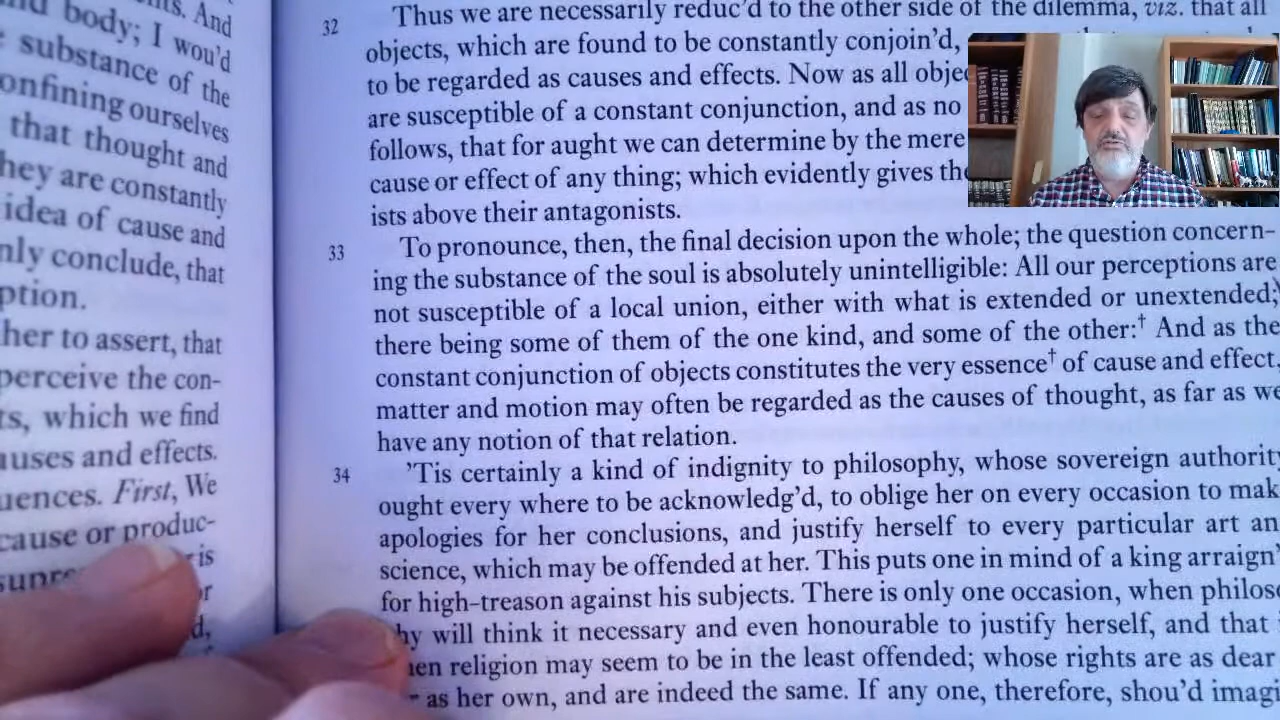 nts. And
nd body; I wou'd
substance of the
onfining ourselves
that thought and
hey are constantly
idea of cause and
nly conclude, that
ption.
her to assert, that
perceive the con-
ts, which we find
auses and effects.
uences. First, We
cause or produc-
is
or
d,
32 Thus we are necessarily reduc'd to the other side of the dilemma, viz. that all
objects, which are found to be constantly conjoin'd,
to be regarded as causes and effects. Now as all objec
are susceptible of a constant conjunction, and as no
follows, that for aught we can determine by the mere
cause or effect of any thing; which evidently gives the
ists above their antagonists.
33 To pronounce, then, the final decision upon the whole; the question concern-
ing the substance of the soul is absolutely unintelligible: All our perceptions are
not susceptible of a local union, either with what is extended or unextended;
there being some of them of the one kind, and some of the other:† And as the
constant conjunction of objects constitutes the very essence† of cause and effect,
matter and motion may often be regarded as the causes of thought, as far as we
have any notion of that relation.
34 'Tis certainly a kind of indignity to philosophy, whose sovereign authority
ought every where to be acknowledg'd, to oblige her on every occasion to mak
apologies for her conclusions, and justify herself to every particular art an
science, which may be offended at her. This puts one in mind of a king arraign'
for high-treason against his subjects. There is only one occasion, when philoso
hy will think it necessary and even honourable to justify herself, and that i
hen religion may seem to be in the least offended; whose rights are as dear
as her own, and are indeed the same. If any one, therefore, shou'd imagi